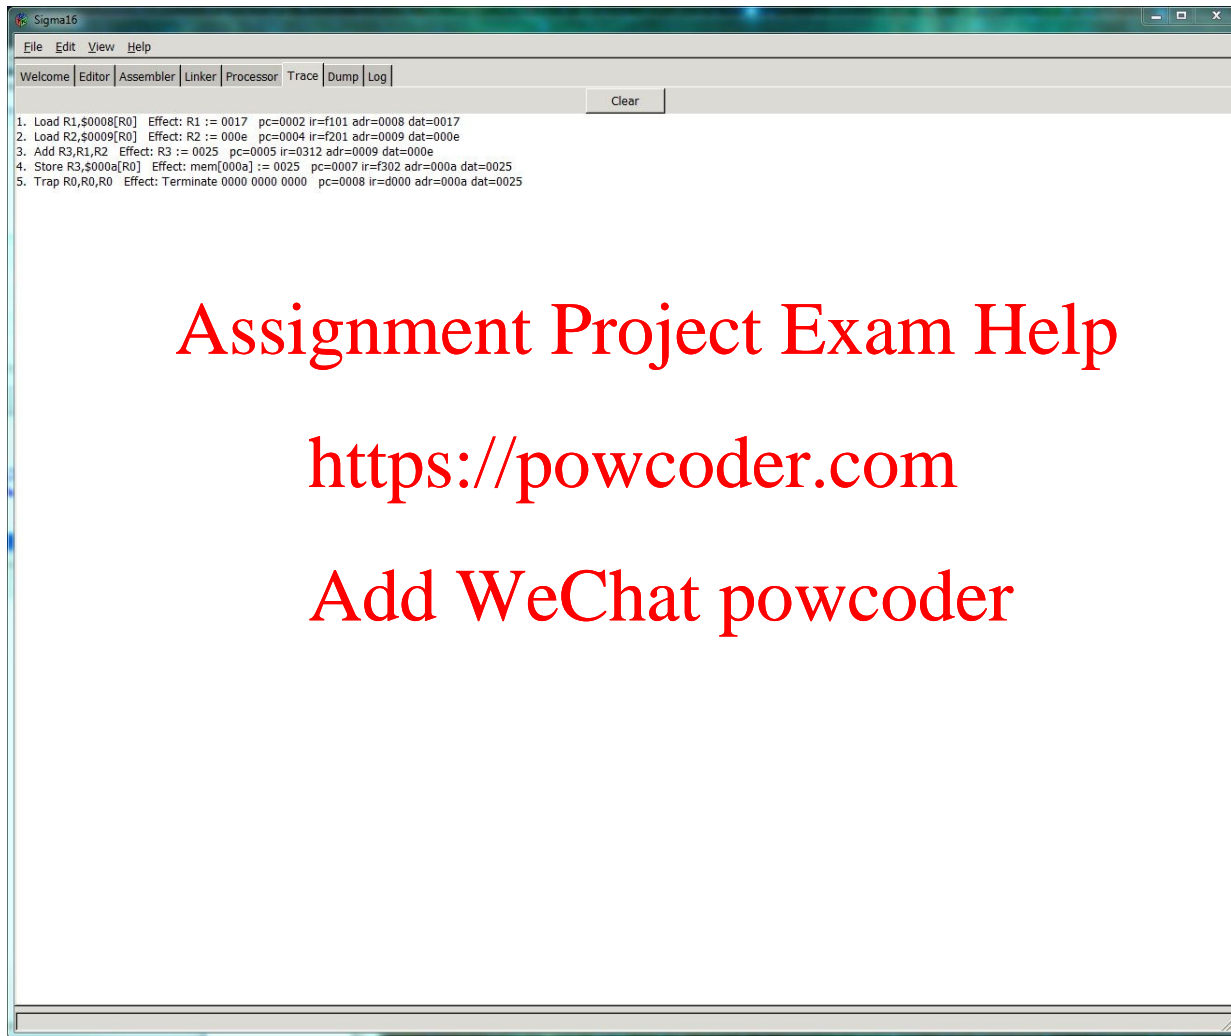 Sigma16
File Edit View Help
Welcome Editor Assembler Linker Processor Trace Dump Log
Clear
1. Load R1,$0008[R0] Effect: R1 := 0017 pc=0002 ir=f101 adr=0008 dat=0017
2. Load R2,$0009[R0] Effect: R2 := 000e pc=0004 ir=f201 adr=0009 dat=000e
3. Add R3,R1,R2 Effect: R3 := 0025 pc=0005 ir=0312 adr=0009 dat=000e
4. Store R3,$000a[R0] Effect: mem[000a] := 0025 pc=0007 ir=f302 adr=000a dat=0025
5. Trap R0,R0,R0 Effect: Terminate 0000 0000 0000 pc=0008 ir=d000 adr=000a dat=0025
Assignment Project Exam Help
https://powcoder.com
Add WeChat powcoder